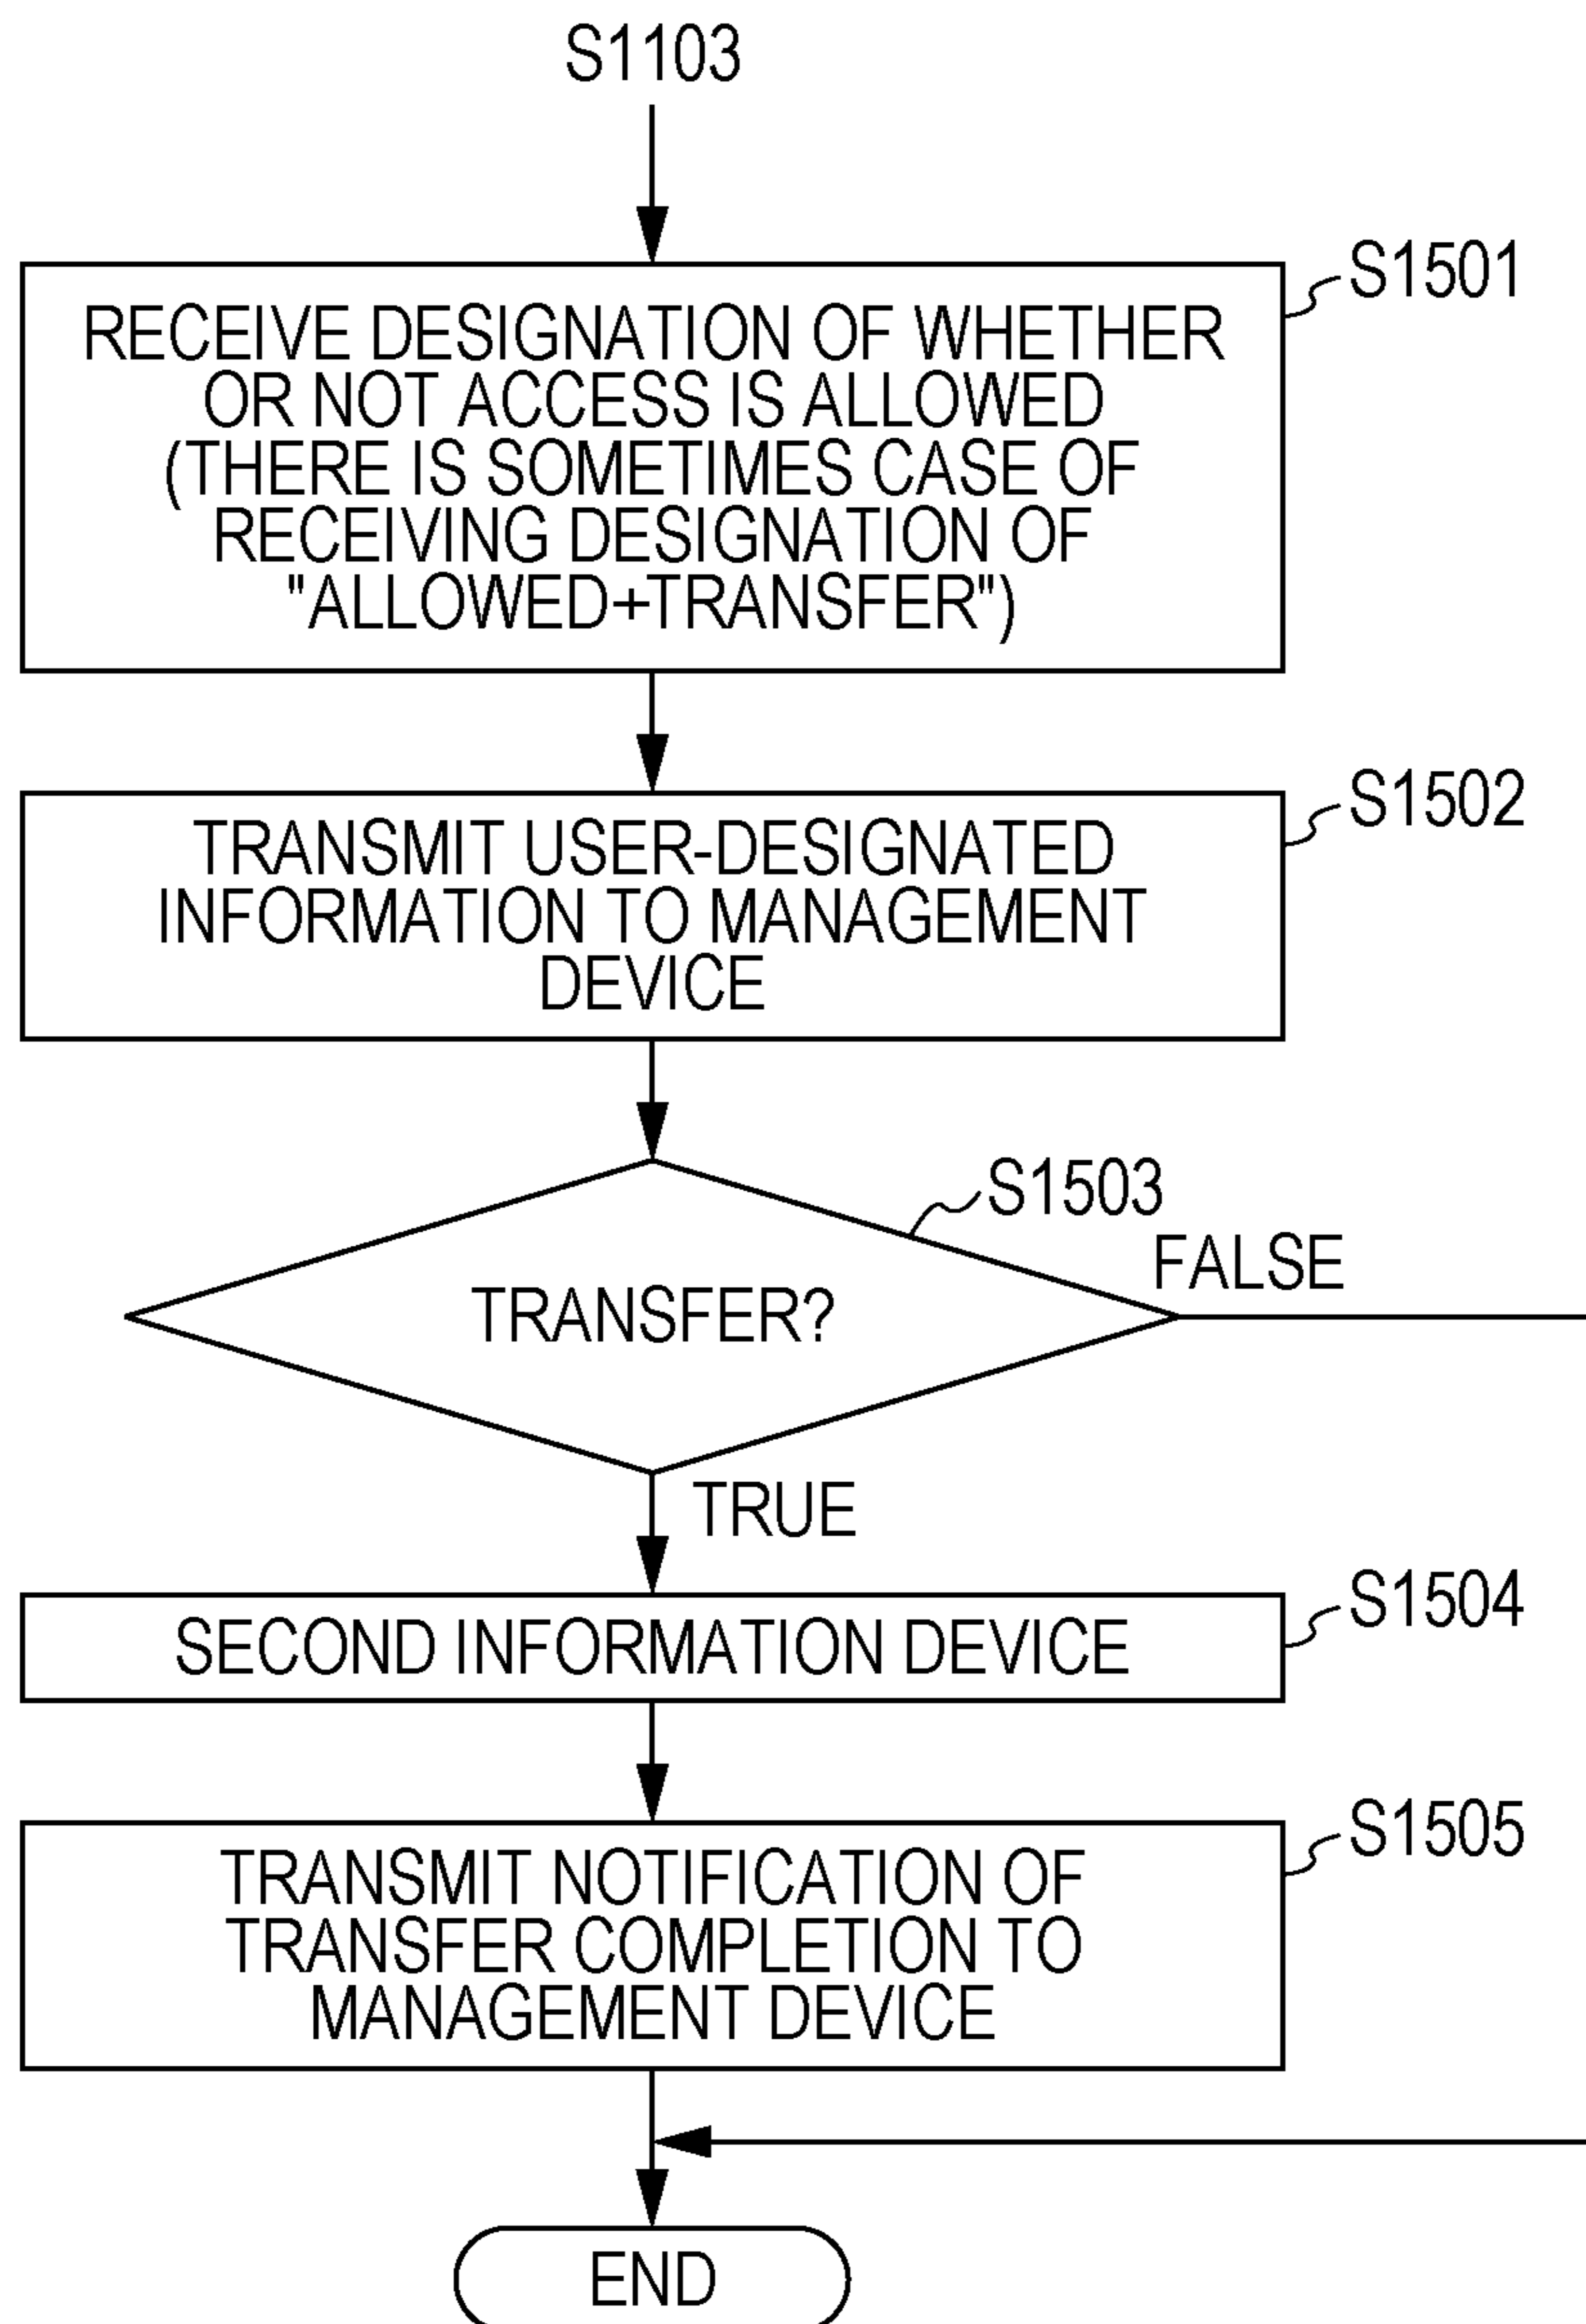 S1103
S1501
RECEIVE DESIGNATION OF WHETHER
OR NOT ACCESS IS ALLOWED
(THERE IS SOMETIMES CASE OF
RECEIVING DESIGNATION OF
"ALLOWED+TRANSFER")
S1502
TRANSMIT USER-DESIGNATED
INFORMATION TO MANAGEMENT
DEVICE
S1503
FALSE
TRANSFER?
TRUE
S1504
SECOND INFORMATION DEVICE
S1505
TRANSMIT NOTIFICATION OF
TRANSFER COMPLETION TO
MANAGEMENT DEVICE
END